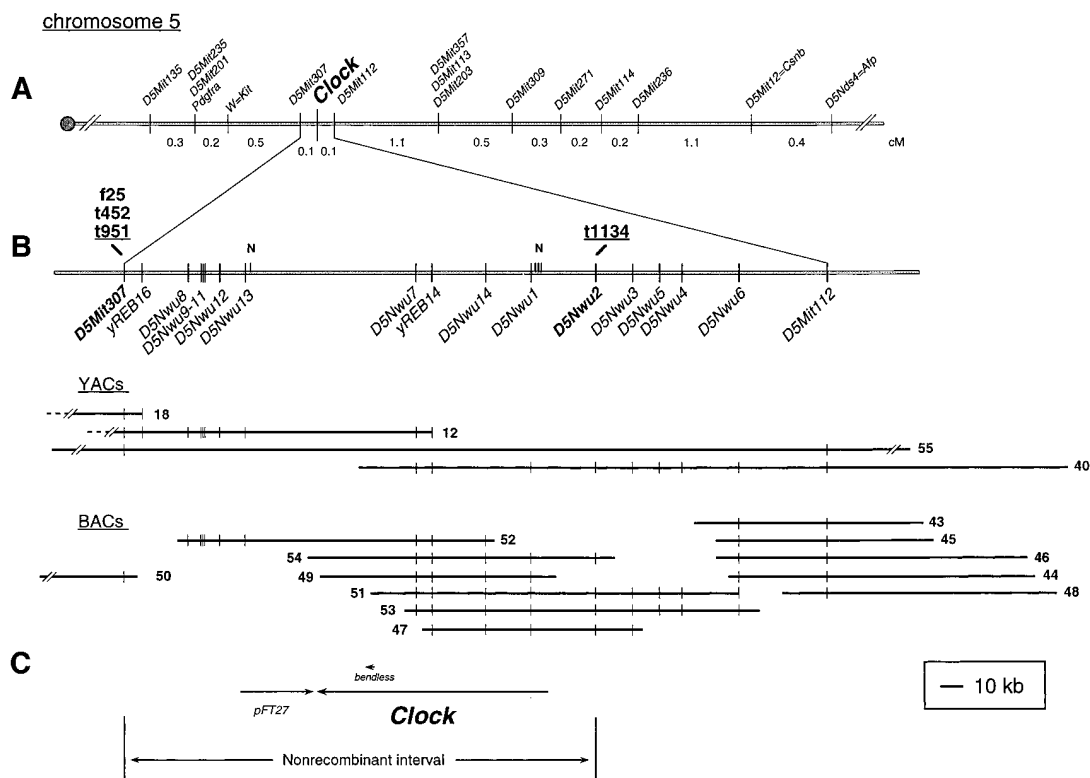 chromosome 5
A
D5Mit135
D5Mit235
D5Mit201
Pdgfra
W=Kit
D5Mit307
Clock
D5Mit112
D5Mit357
D5Mit113
D5Mit203
D5Mit309
D5Mit271
D5Mit114
D5Mit236
D5Mit12=Csnb
D5Nds4=Afp
0.3
0.2
0.5
0.1
0.1
1.1
0.5
0.3
0.2
0.2
1.1
0.4
cM
f25
t452
t951
B
N
N
t1134
D5Mit307
yREB16
D5Nwu8
D5Nwu9-11
D5Nwu12
D5Nwu13
D5Nwu7
yREB14
D5Nwu14
D5Nwu1
D5Nwu2
D5Nwu3
D5Nwu5
D5Nwu4
D5Nwu6
D5Mit112
YACs
18
12
55
40
BACs
43
52
45
54
46
50
49
44
51
48
53
47
C
bendless
pFT27
Clock
10 kb
Nonrecombinant interval